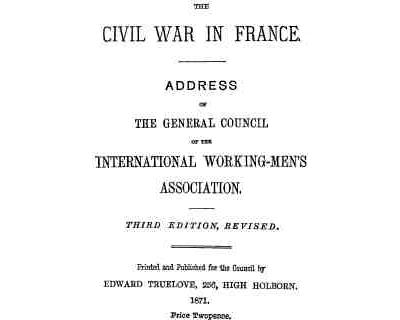 THE
CIVIL WAR IN FRANCE.
ADDRESS
OF
THE GENERAL COUNCIL
OF THE
INTERNATIONAL WORKING-MEN'S
ASSOCIATION.
THIRD EDITION, REVISED.
Printed and Published for the Council by
EDWARD TRUELOVE, 256, HIGH HOLBORN.
1871.
Price Twopence.